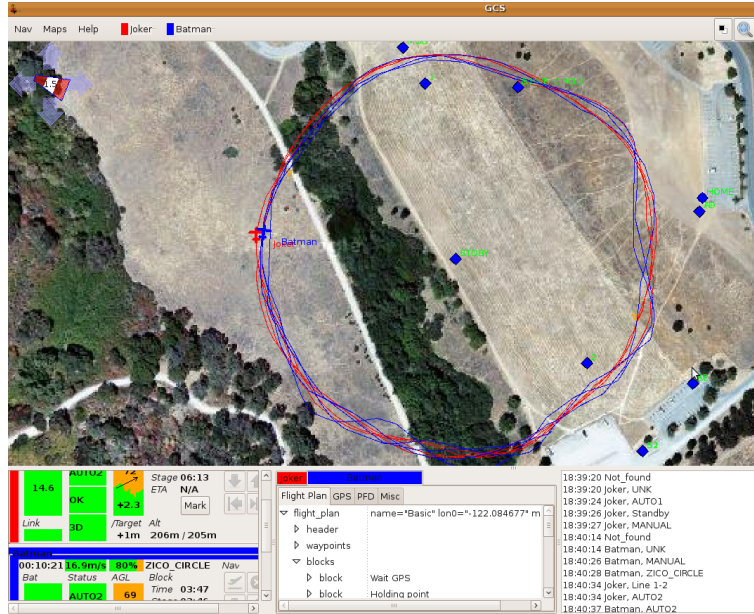 GCS
Nav Maps Help Joker Batman
1.5
HOME
Batman
Joker
AUTO2 72 Stage 06:13
14.6 ETA N/A
OK Mark
+2.3
Link 3D /Target Alt
+1m 206m / 205m
Batman
00:10:21 16.9m/s 80% ZICO_CIRCLE Nav
Bat Status AGL Block
Time 03:47
AUTO2 69
Joker Batman
Flight Plan GPS PFD Misc
flight_plan name="Basic" lon0="-122.084677" m
header
waypoints
blocks
block Wait GPS
block Holding point
18:39:20 Not_found
18:39:20 Joker, UNK
18:39:24 Joker, AUTO1
18:39:26 Joker, Standby
18:39:27 Joker, MANUAL
18:40:14 Not_found
18:40:14 Batman, UNK
18:40:26 Batman, MANUAL
18:40:28 Batman, ZICO_CIRCLE
18:40:34 Joker, Line 1-2
18:40:34 Joker, AUTO2
18:40:37 Batman, AUTO2